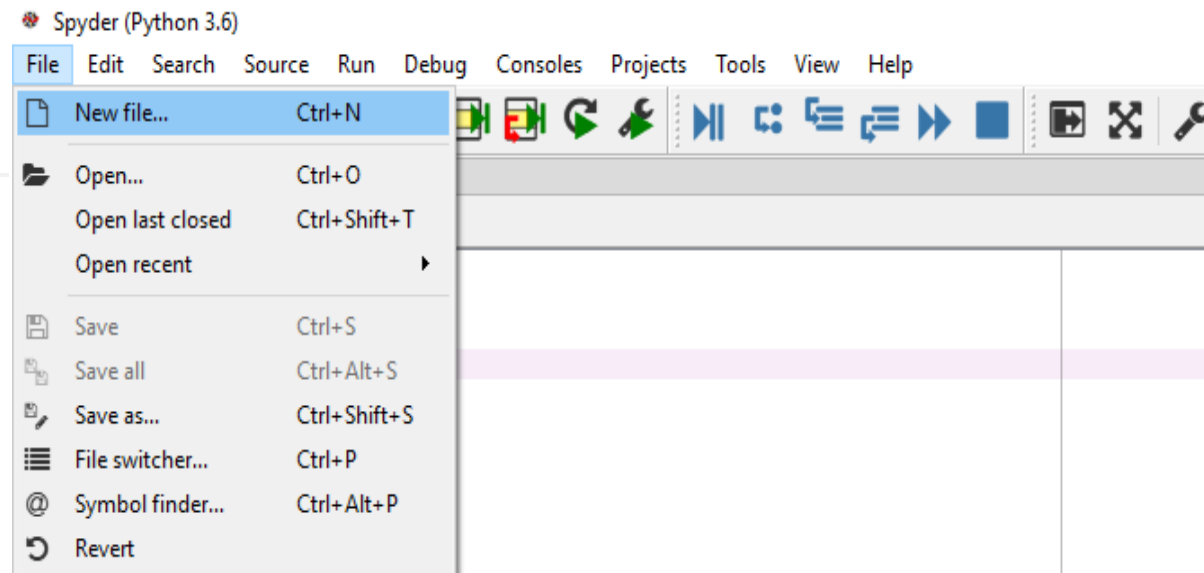 Spyder (Python 3.6)
File Edit Search Source Run Debug Consoles Projects Tools View Help
New file... Ctrl+N
Open... Ctrl+O
Open last closed Ctrl+Shift+T
Open recent
Save Ctrl+S
Save all Ctrl+Alt+S
Save as... Ctrl+Shift+S
File switcher... Ctrl+P
@ Symbol finder... Ctrl+Alt+P
Revert